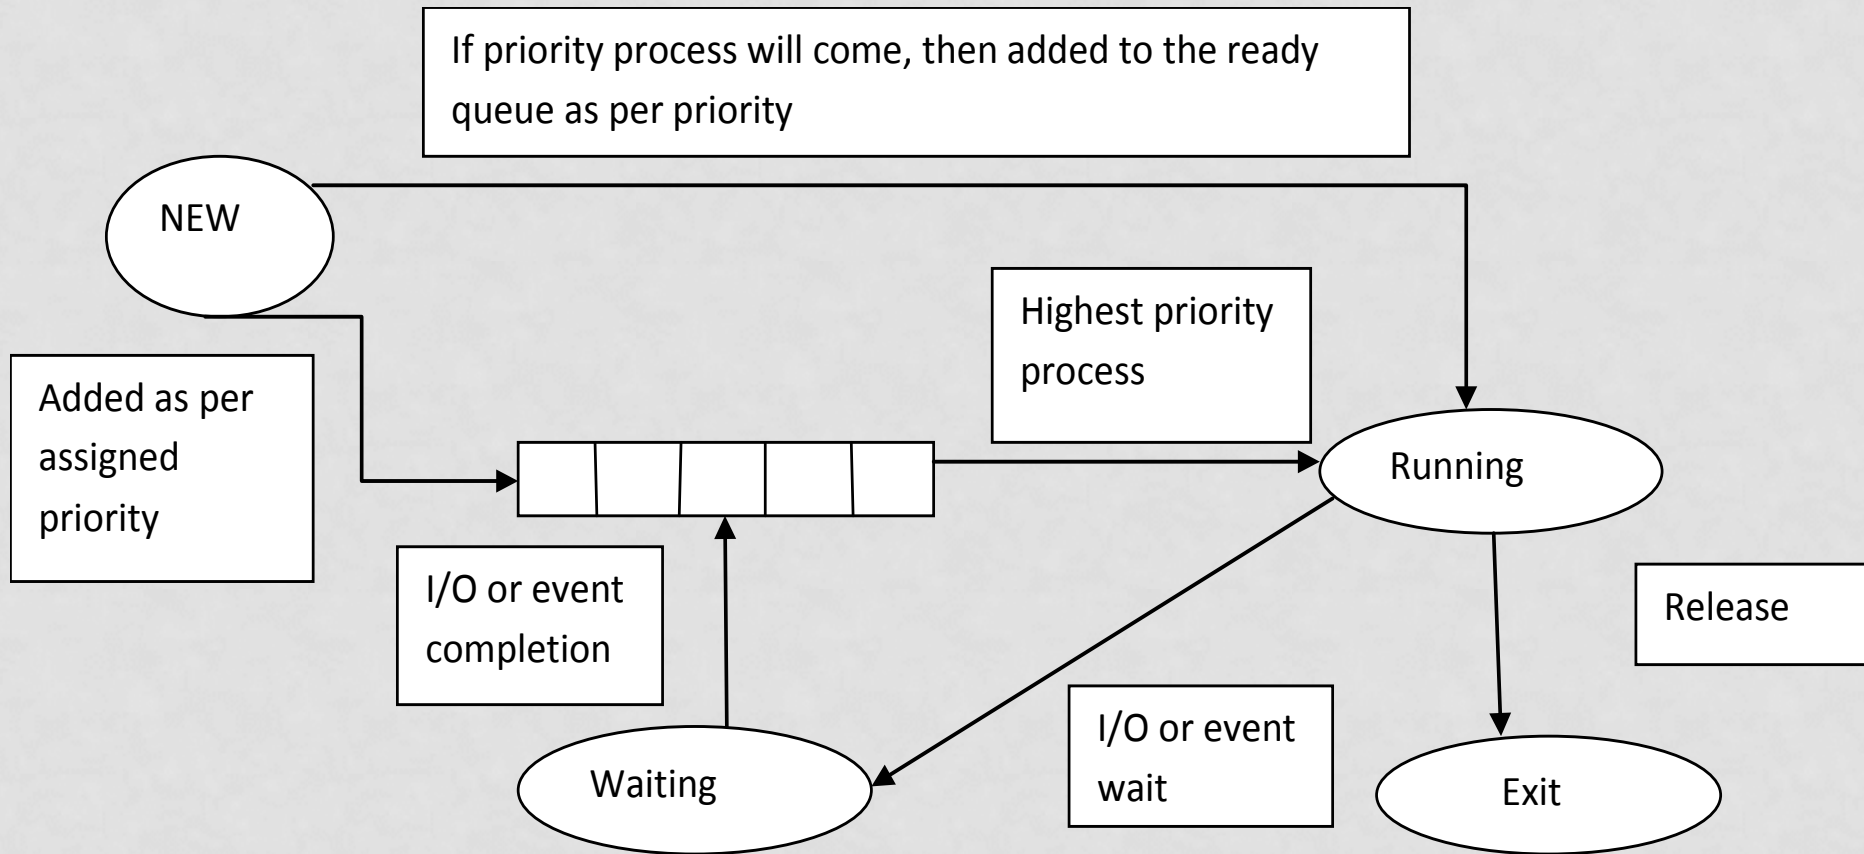 If priority process will come, then added to the ready
queue as per priority
NEW
Highest priority
process
Added as per
assigned
priority
Running
I/O or event
completion
Release
I/O or event
wait
Waiting
Exit